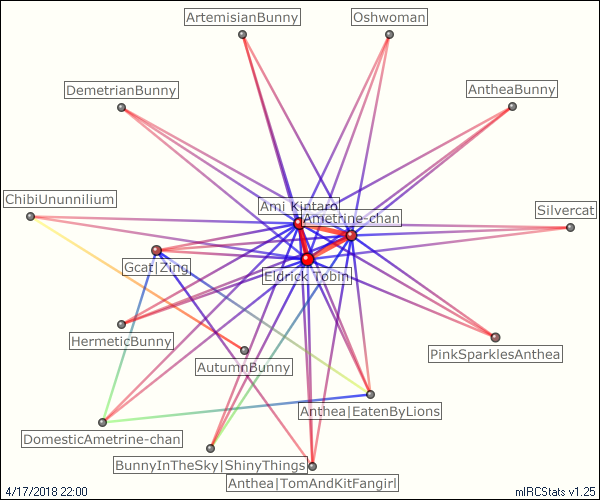 ArtemisianBunny
Oshwoman
DemetrianBunny
AntheaBunny
ChibiUnunnilium
Ami Kintaro
Amethine-chan
Silvercat
Gcat|Zing
Eldrick Tobin
HermeticBunny
PinkSparklesAnthea
AutumnBunny
Anthea|EatenByLions
DomesticAmetrine-chan
BunnyInTheSky|ShinyThings
Anthea|TomAndKitFangirl
4/17/2018 22:00
mIRCStats v1.25